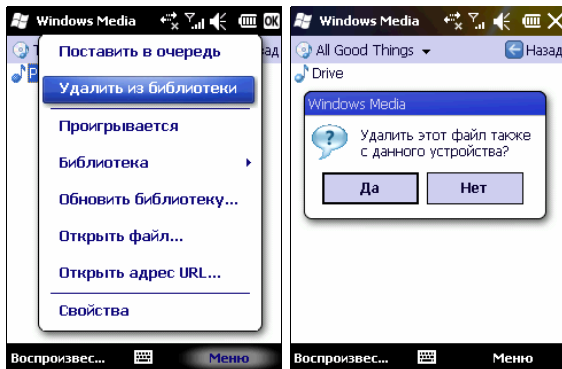 Windows Media
OK
Поставить в очередь
Удалить из библиотеки
Проигрывается
Библиотека
Обновить библиотеку...
Открыть файл...
Открыть адрес URL...
Свойства
Воспроизвес...
Меню
Windows Media
All Good Things
Назад
Drive
Windows Media
Удалить этот файл также
с данного устройства?
Да
Нет
Воспроизвес...
Меню